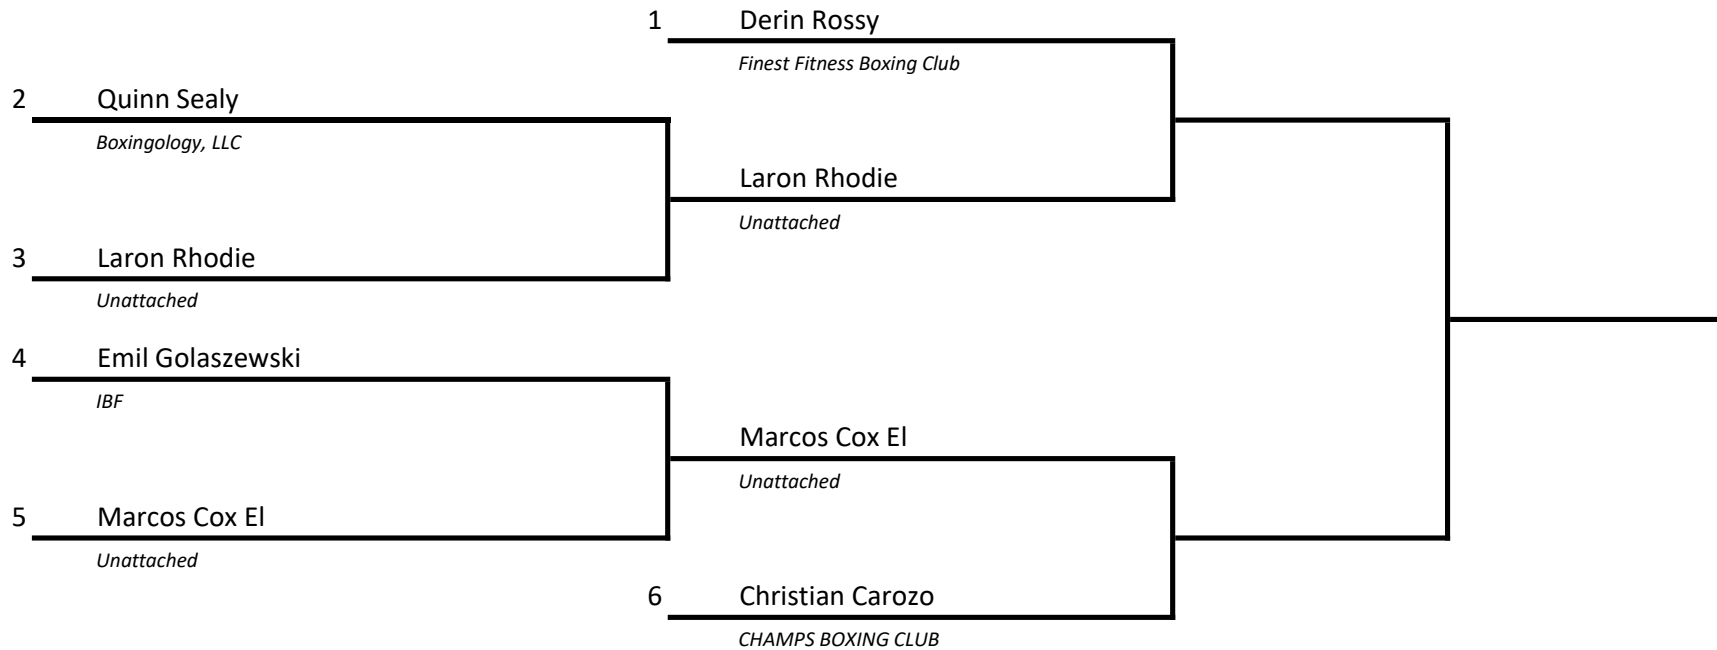 1 Derin Rossy
Finest Fitness Boxing Club
2 Quinn Sealy
Boxingology, LLC
Laron Rhodie
Unattached
3 Laron Rhodie
Unattached
4 Emil Golaszewski
IBF
Marcos Cox El
Unattached
5 Marcos Cox El
Unattached
6 Christian Carozo
CHAMPS BOXING CLUB